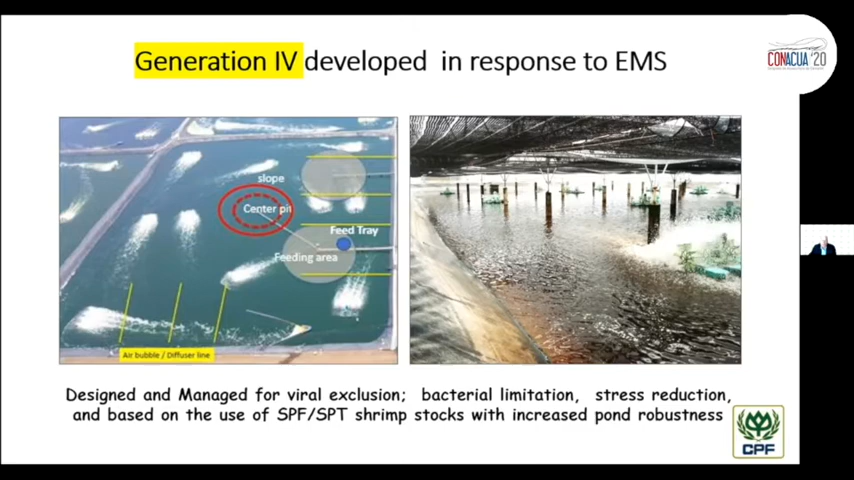 Generation IV developed in response to EMS
CONACUA '20
slope
Center pit
Feed Tray
Feeding area
Air bubble / Diffuser line
Designed and Managed for viral exclusion; bacterial limitation, stress reduction,
and based on the use of SPF/SPT shrimp stocks with increased pond robustness
CPF